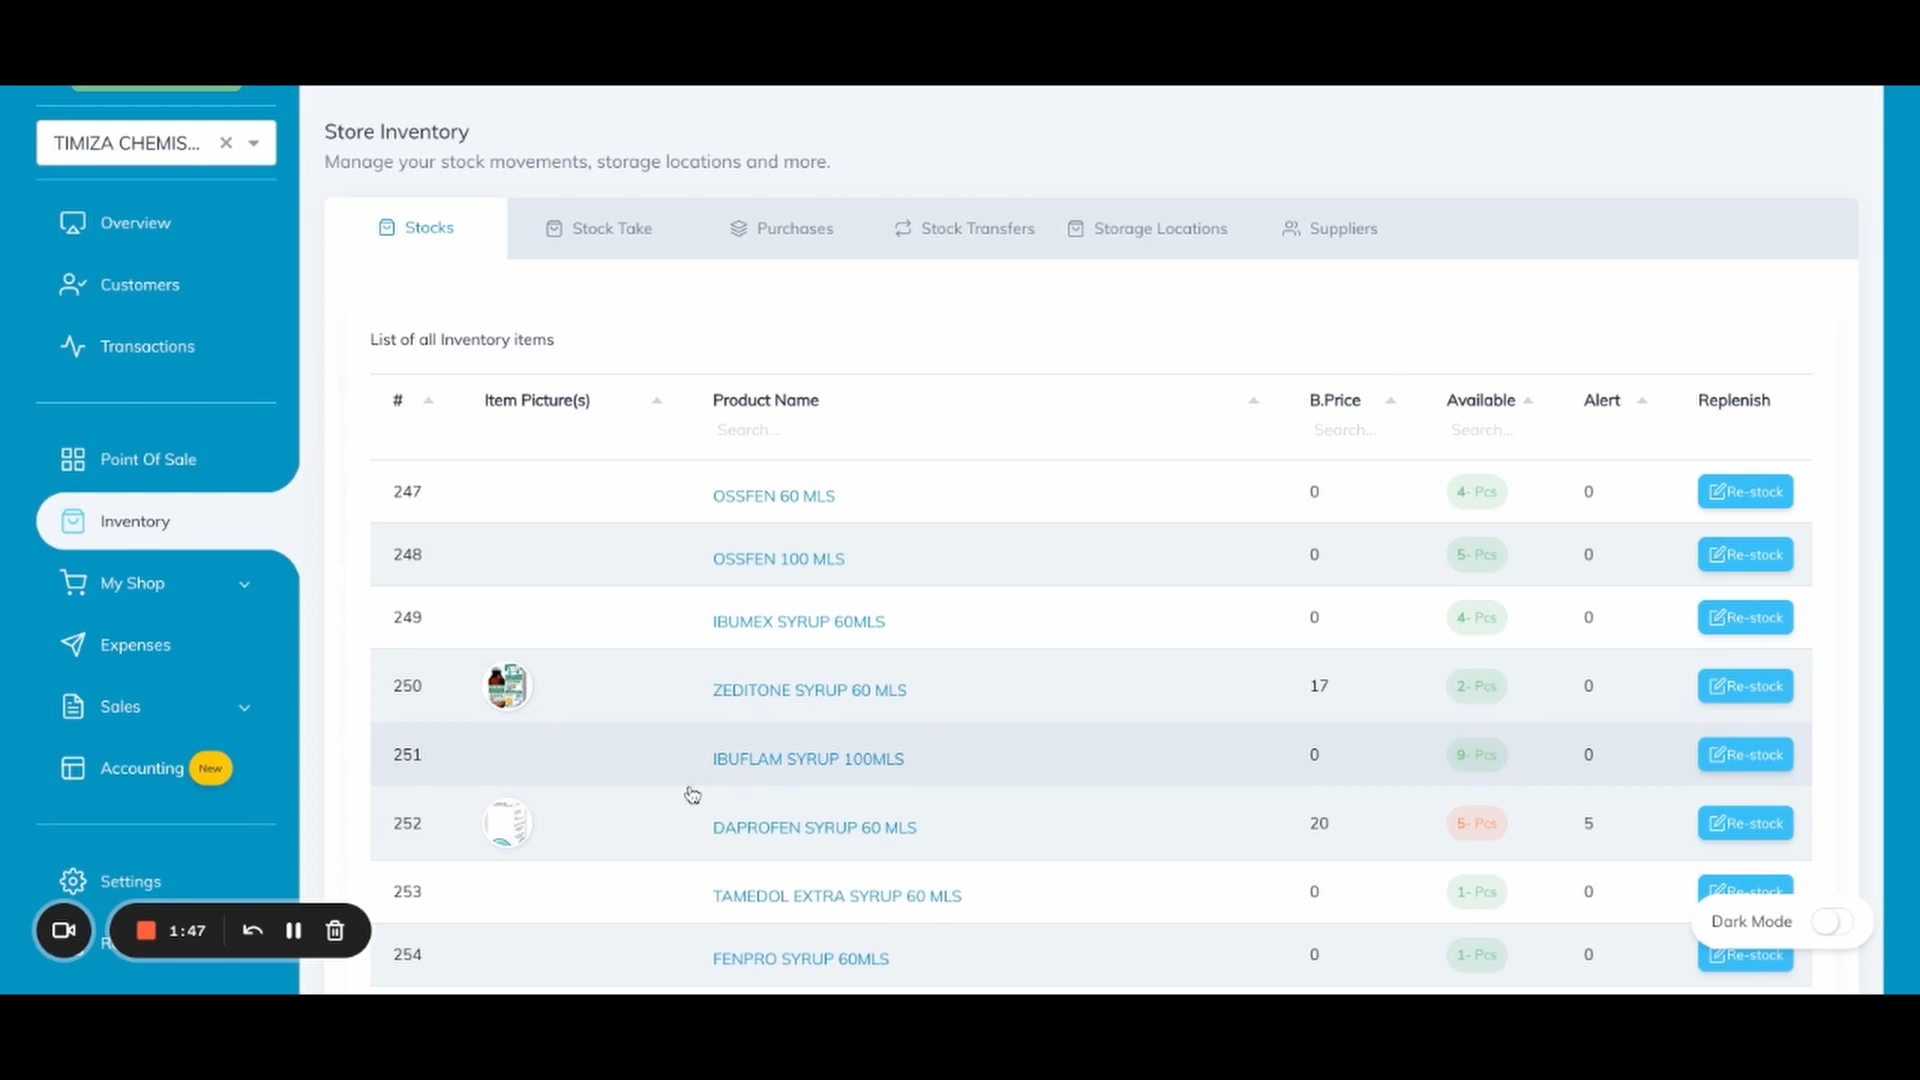 TIMIZA CHEMIS...
Overview
Customers
Transactions
Point Of Sale
Inventory
My Shop
Expenses
Sales
Accounting New
Settings
1:47
Store Inventory
Manage your stock movements, storage locations and more.
Stocks Stock Take Purchases Stock Transfers Storage Locations Suppliers
List of all Inventory items
# Item Picture(s) Product Name B.Price Available Alert Replenish
Search... Search... Search...
247 OSSFEN 60 MLS 0 4- Pcs 0 Re-stock
248 OSSFEN 100 MLS 0 5- Pcs 0 Re-stock
249 IBUMEX SYRUP 60MLS 0 4- Pcs 0 Re-stock
250 ZEDITONE SYRUP 60 MLS 17 2- Pcs 0 Re-stock
251 IBUFLAM SYRUP 100MLS 0 9- Pcs 0 Re-stock
252 DAPROFEN SYRUP 60 MLS 20 5- Pcs 5 Re-stock
253 TAMEDOL EXTRA SYRUP 60 MLS 0 1- Pcs 0 Re-stock
254 FENPRO SYRUP 60MLS 0 1- Pcs 0 Re-stock
Dark Mode